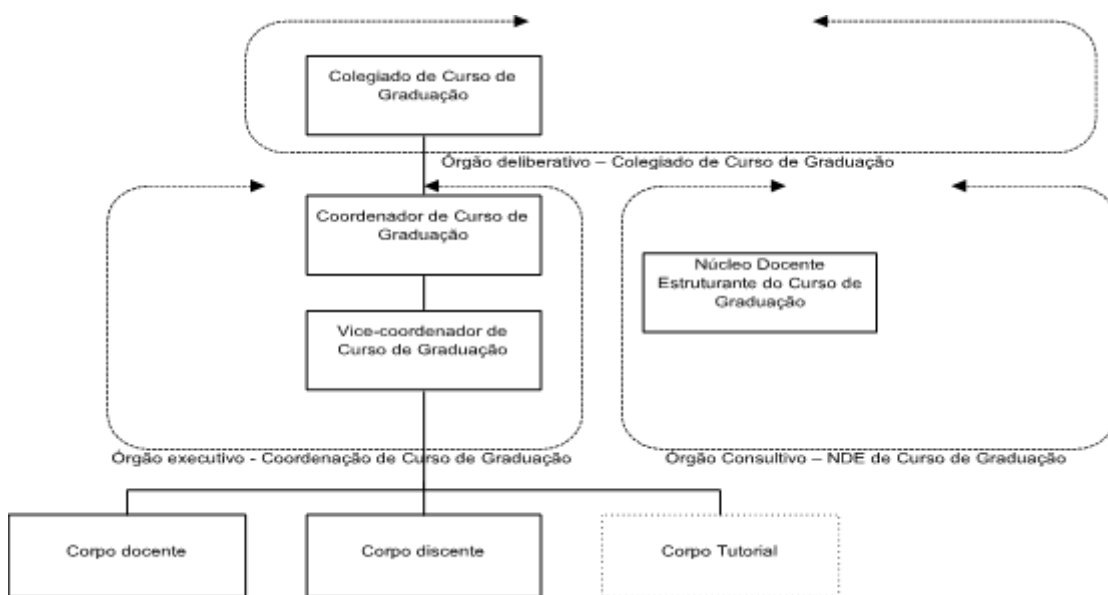 Colegiado de Curso de
Graduação
Órgão deliberativo – Colegiado de Curso de Graduação
Coordenador de Curso de
Graduação
Vice-coordenador de
Curso de Graduação
Órgão executivo - Coordenação de Curso de Graduação
Núcleo Docente
Estruturante do Curso de
Graduação
Órgão Consultivo – NDE de Curso de Graduação
Corpo docente
Corpo discente
Corpo Tutorial